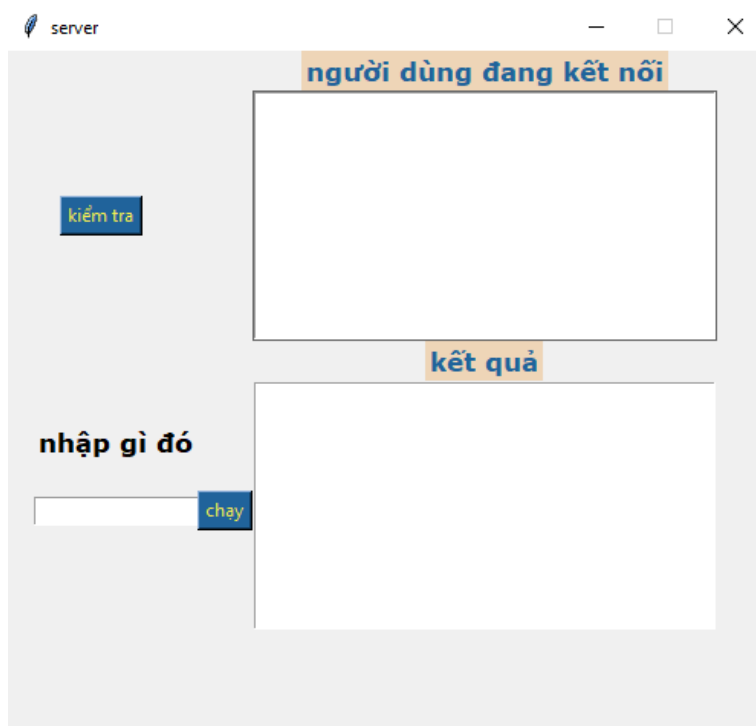 server
người dùng đang kết nối
kiểm tra
kết quả
nhập gì đó
chạy